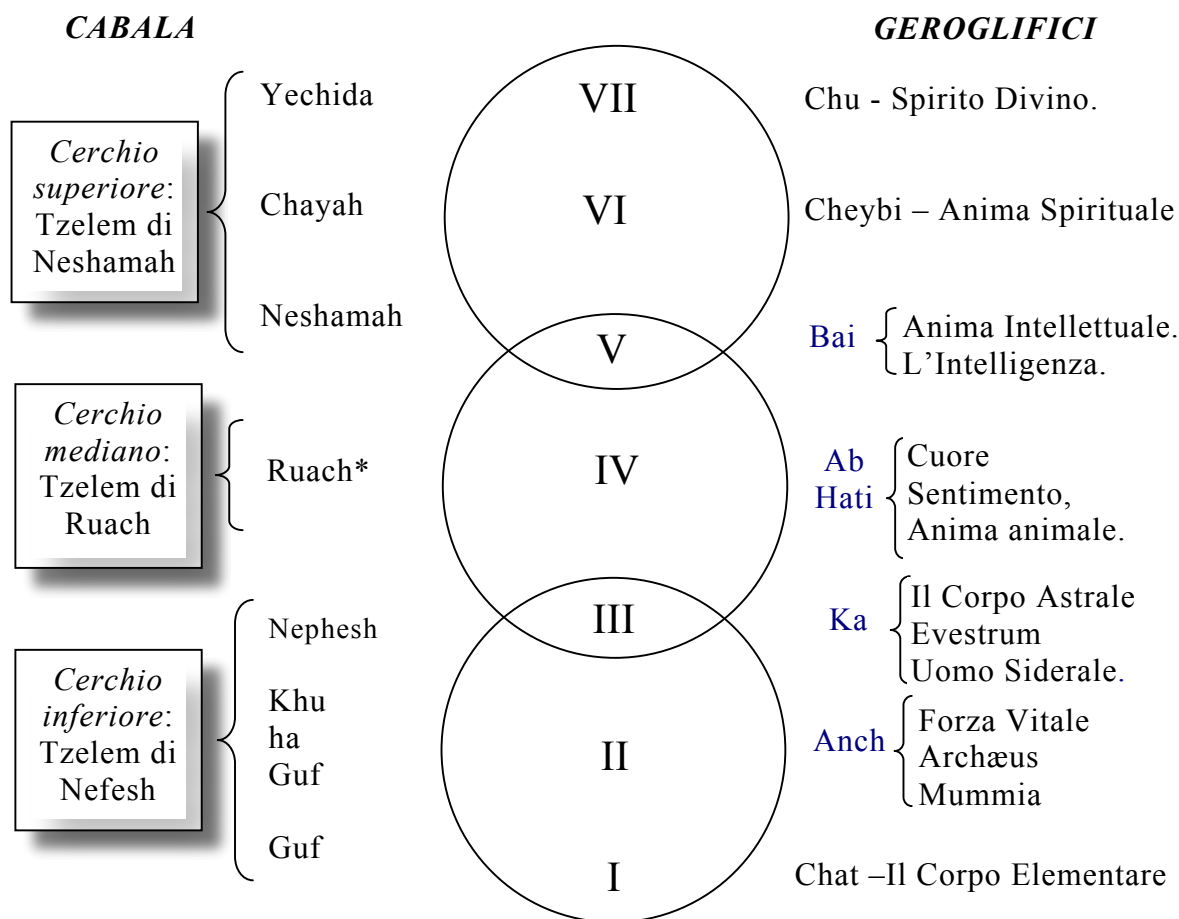 CABALA
GEROGLIFICI
Yechida
VII
Chu - Spirito Divino.
Cerchio
superiore:
Tzelem di
Neshamah
Chayah
VI
Cheybi – Anima Spirituale
Neshamah
V
Bai
Anima Intellettuale.
L’Intelligenza.
Cerchio
mediano:
Tzelem di
Ruach
Ruach*
IV
Ab
Hati
Cuore
Sentimento,
Anima animale.
Nephesh
III
Ka
Il Corpo Astrale
Evestrum
Uomo Siderale.
Cerchio
inferiore:
Tzelem di
Nefesh
Khu
ha
Guf
II
Anch
Forza Vitale
Archæus
Mummia
Guf
I
Chat –Il Corpo Elementare